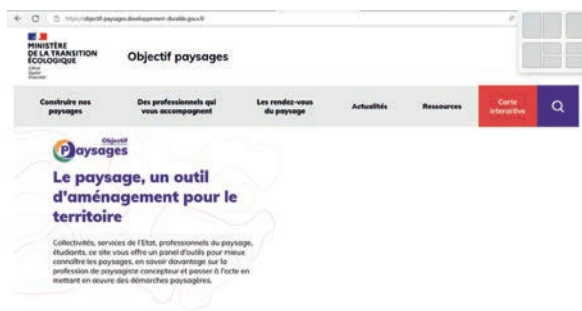 https://objectif-paysages.developpement-durable.gouv.fr
MINISTÈRE
DE LA TRANSITION
ÉCOLOGIQUE
Liberté
Égalité
Fraternité
Objectif paysages
Construire nos
paysages
Des professionnels qui
vous accompagnent
Les rendez-vous
du paysage
Actualités
Ressources
Carte
interactive
Objectif
Paysages
Le paysage, un outil
d'aménagement pour le
territoire
Collectivités, services de l'Etat, professionnels du paysage,
étudiants, ce site vous offre un panel d'outils pour mieux
connaître les paysages, en savoir davantage sur la
profession de paysagiste concepteur et passer à l'acte en
mettant en œuvre des démarches paysagères.